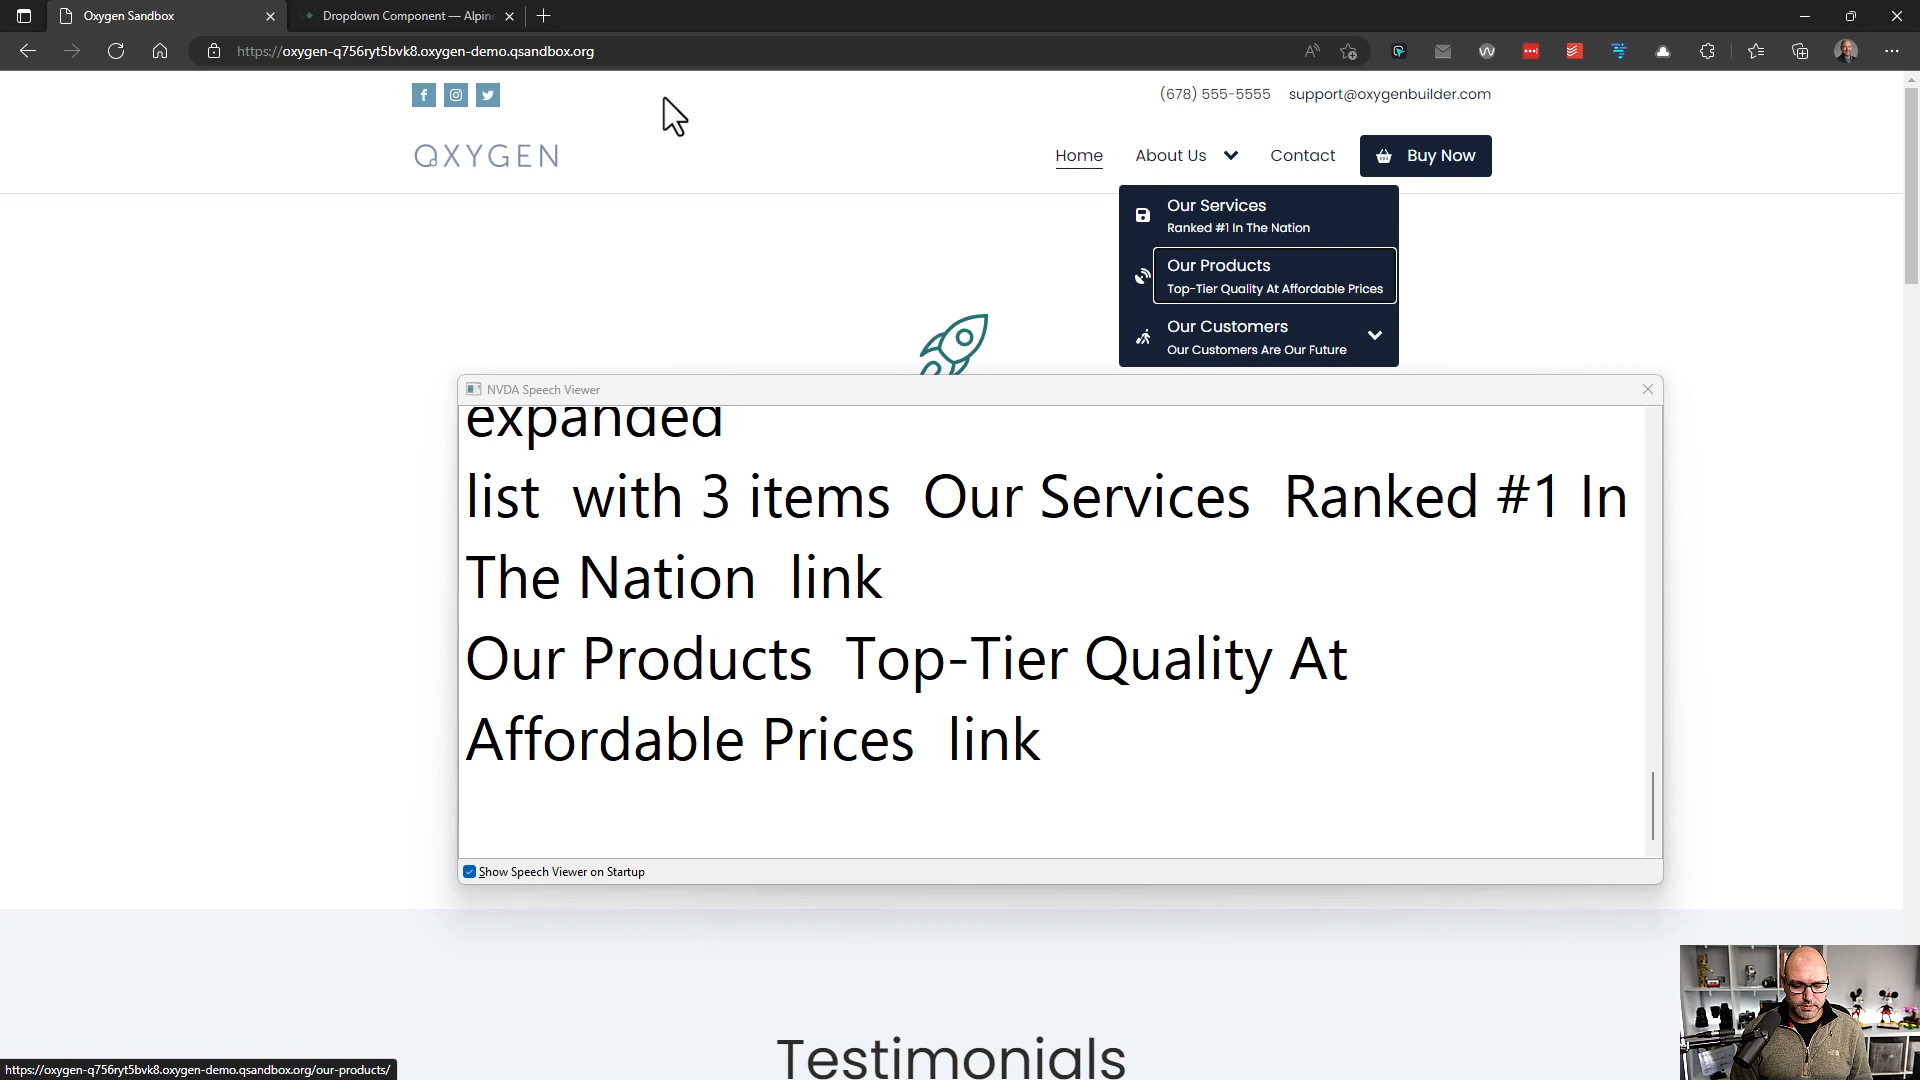 Oxygen Sandbox
Dropdown Component — Alpin
https://oxygen-q756ryt5bvk8.oxygen-demo.qsandbox.org
(678) 555-5555 support@oxygenbuilder.com
OXYGEN
Home About Us Contact Buy Now
Our Services
Ranked #1 In The Nation
Our Products
Top-Tier Quality At Affordable Prices
Our Customers
Our Customers Are Our Future
NVDA Speech Viewer
expanded
list with 3 items Our Services Ranked #1 In
The Nation link
Our Products Top-Tier Quality At
Affordable Prices link
Show Speech Viewer on Startup
Testimonials
https://oxygen-q756ryt5bvk8.oxygen-demo.qsandbox.org/our-products/